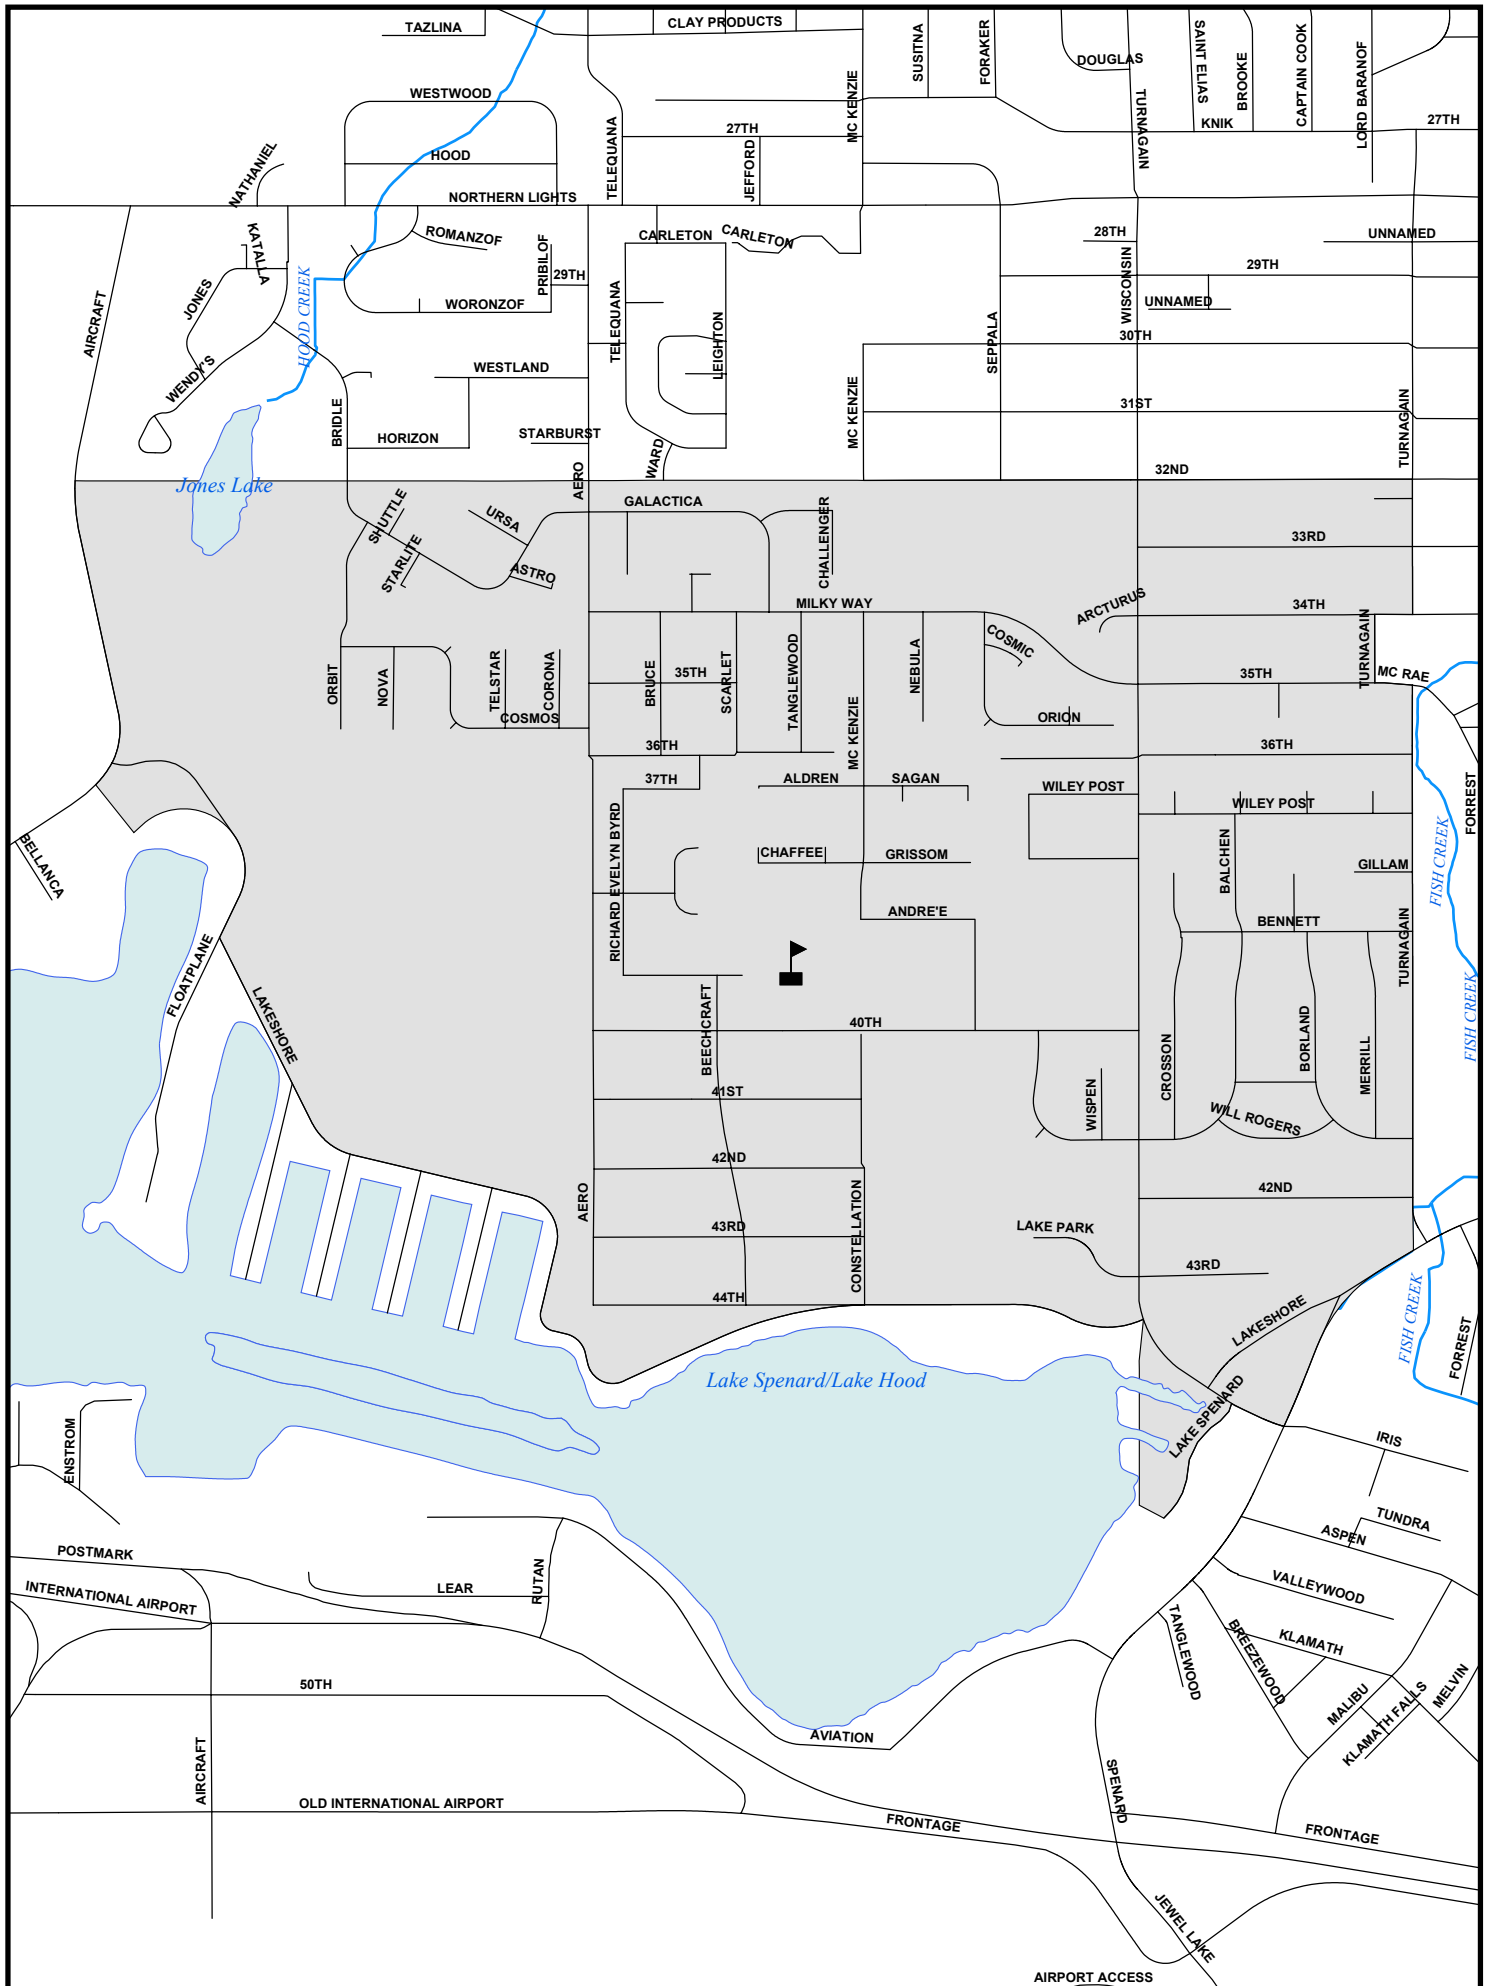 TAZLINA
CLAY PRODUCTS
SUSITNA
FORAKER
DOUGLAS
SAINT ELIAS
BROOKE
CAPTAIN COOK
LORD BARANOF
WESTWOOD
TELEQUANA
27TH
JEFFORD
MC KENZIE
TURNAGAIN
KNIK
27TH
NATHANIEL
HOOD
NORTHERN LIGHTS
KATALLA
ROMANZOF
PRIBILOF
29TH
CARLETON
CARLETON
28TH
UNNAMED
AIRCRAFT
JONES
HOOD CREEK
WORONZOF
TELEQUANA
LEIGHTON
SEPPALA
WISCONSIN
29TH
UNNAMED
30TH
WENDY'S
WESTLAND
BRIDLE
HORIZON
STARBURST
WARD
MC KENZIE
31ST
TURNAGAIN
Jones Lake
AERO
32ND
SHUTTLE
URSA
GALACTICA
CHALLENGER
STARLITE
ASTRO
33RD
MILKY WAY
ARCTURUS
34TH
ORBIT
NOVA
TELSTAR
CORONA
COSMOS
BRUCE
35TH
SCARLET
TANGLEWOOD
MC KENZIE
NEBULA
COSMIC
ORION
35TH
TURNAGAIN
MC RAE
36TH
36TH
37TH
ALDREN
SAGAN
WILEY POST
WILEY POST
FORREST
BELLANCA
RICHARD EVELYN BYRD
CHAFFEE
GRISSOM
BALCHEN
GILLAM
FISH CREEK
ANDRE'E
BENNETT
TURNAGAIN
FLOATPLANE
LAKESHORE
BEECHCRAFT
40TH
CROSSON
BORLAND
MERRILL
FISH CREEK
41ST
WISPEN
WILL ROGERS
42ND
AERO
43RD
CONSTELLATION
44TH
LAKE PARK
42ND
43RD
LAKESHORE
FISH CREEK
FORREST
Lake Spenard/Lake Hood
LAKE SPENARD
ENSTROM
IRIS
TUNDRA
ASPEN
POSTMARK
INTERNATIONAL AIRPORT
LEAR
RUTAN
VALLEYWOOD
TANGLEWOOD
BREEZEWOOD
KLAMATH
MALIBU
KLAMATH FALLS
MELVIN
50TH
AVIATION
AIRCRAFT
SPENARD
OLD INTERNATIONAL AIRPORT
FRONTAGE
FRONTAGE
JEWEL LAKE
AIRPORT ACCESS